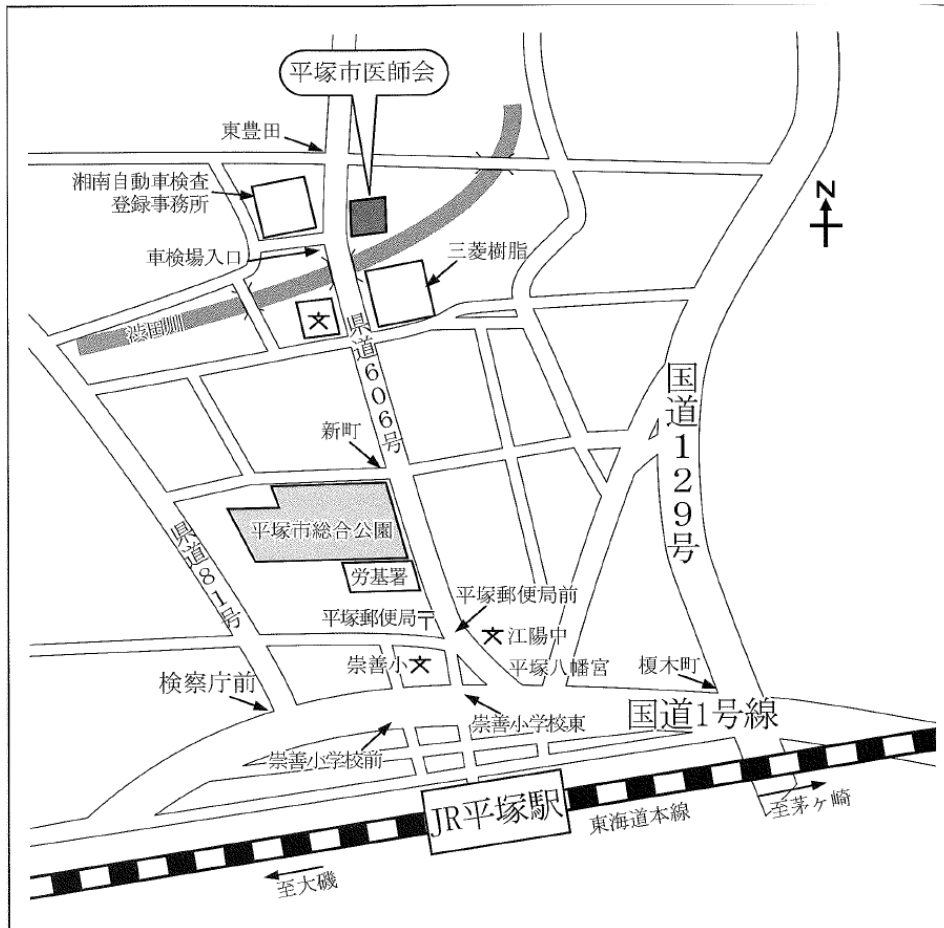 平塚市医師会
東豊田
湘南自動車検査
登録事務所
N
車検場入口
三菱樹脂
渋田川
県道606号
国道129号
新町
平塚市総合公園
県道81号
労基署
平塚郵便局前
平塚郵便局〒
江陽中
崇善小
平塚八幡宮
榎木町
検察庁前
国道1号線
崇善小学校東
崇善小学校前
JR平塚駅
東海道本線
至茅ヶ崎
至大磯